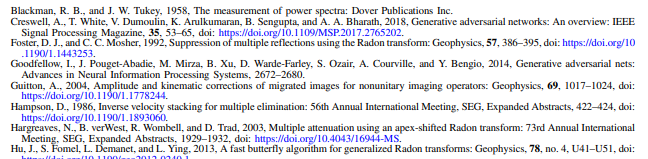 Blackman, R. B., and J. W. Tukey, 1958, The measurement of power spectra: Dover Publications Inc.
Creswell, A., T. White, V. Dumoulin, K. Arulkumaran, B. Sengupta, and A. A. Bharath, 2018, Generative adversarial networks: An overview: IEEE
Signal Processing Magazine, 35, 53–65, doi: https://doi.org/10.1109/MSP.2017.2765202.
Foster, D. J., and C. C. Mosher, 1992, Suppression of multiple reflections using the Radon transform: Geophysics, 57, 386–395, doi: https://doi.org/10
.1190/1.1443253.
Goodfellow, I., J. Pouget-Abadie, M. Mirza, B. Xu, D. Warde-Farley, S. Ozair, A. Courville, and Y. Bengio, 2014, Generative adversarial nets:
Advances in Neural Information Processing Systems, 2672–2680.
Guitton, A., 2004, Amplitude and kinematic corrections of migrated images for nonunitary imaging operators: Geophysics, 69, 1017–1024, doi:
https://doi.org/10.1190/1.1778244.
Hampson, D., 1986, Inverse velocity stacking for multiple elimination: 56th Annual International Meeting, SEG, Expanded Abstracts, 422–424, doi:
https://doi.org/10.1190/1.1893060.
Hargreaves, N., B. verWest, R. Wombell, and D. Trad, 2003, Multiple attenuation using an apex-shifted Radon transform: 73rd Annual International
Meeting, SEG, Expanded Abstracts, 1929–1932, doi: https://doi.org/10.4043/16944-MS.
Hu, J., S. Fomel, L. Demanet, and L. Ying, 2013, A fast butterfly algorithm for generalized Radon transforms: Geophysics, 78, no. 4, U41–U51, doi: